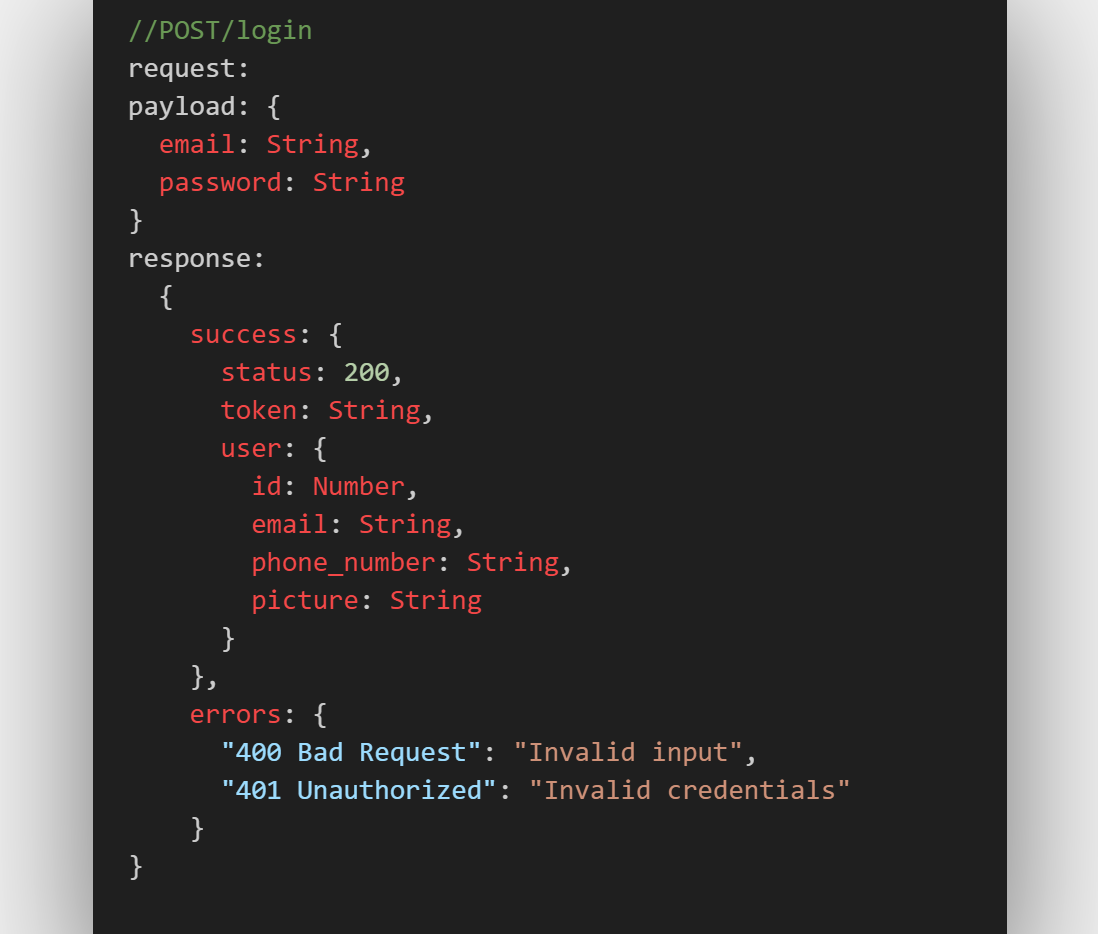 //POST/login
request:
payload: {
  email: String,
  password: String
}
response:
  {
    success: {
      status: 200,
      token: String,
      user: {
        id: Number,
        email: String,
        phone_number: String,
        picture: String
      }
    },
    errors: {
      "400 Bad Request": "Invalid input",
      "401 Unauthorized": "Invalid credentials"
    }
}